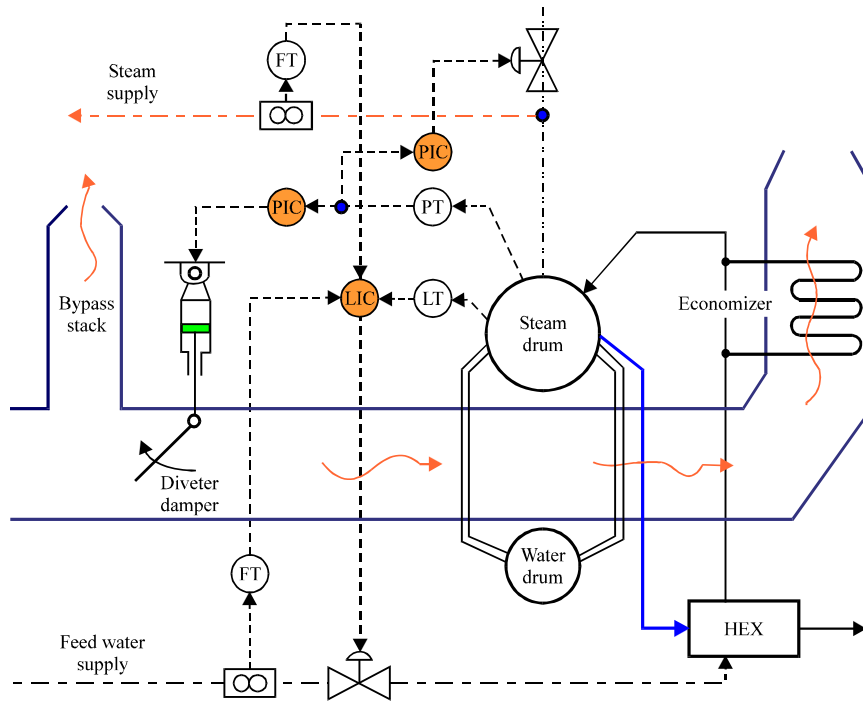 FT
Steam
supply
PIC
PIC
PT
Bypass
stack
LIC
LT
Steam
drum
Economizer
Diveter
damper
FT
Water
drum
HEX
Feed water
supply